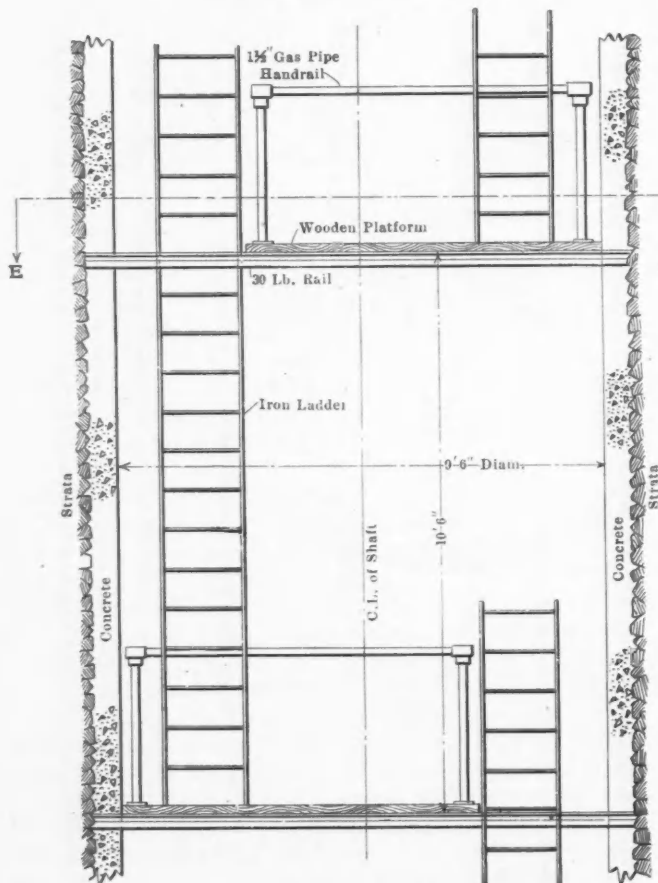 1½" Gas Pipe
Handrail
Wooden Platform
E
30 Lb. Rail
Iron Ladder
9'6" Diam.
Strata
Concrete
C.L. of Shaft
10'6"
Concrete
Strata